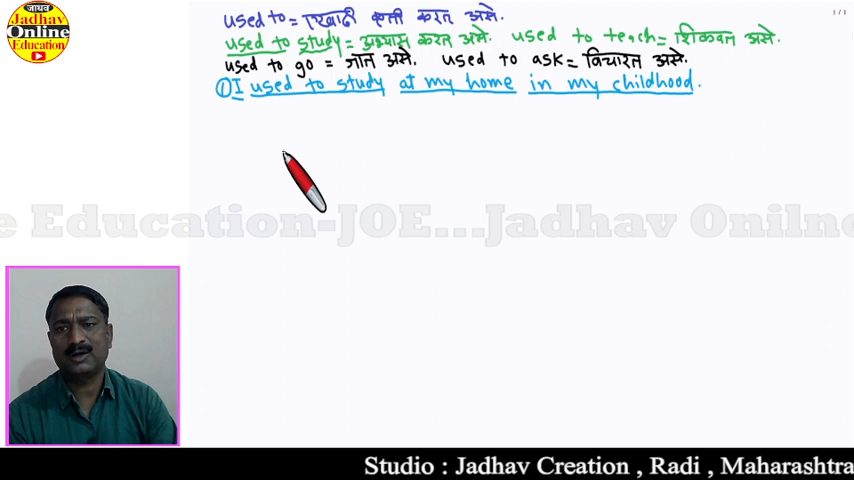 जाधव
Jadhav
Online
Education
1/1
used to = एखादी कृती करत असे.
used to study = अभ्यास करत असे. used to teach = शिकवत असे.
used to go = जात असे. used to ask = विचारत असे.
① I used to study at my home in my childhood.
e Education-JOE...Jadhav Onilne
Studio : Jadhav Creation , Radi , Maharashtra